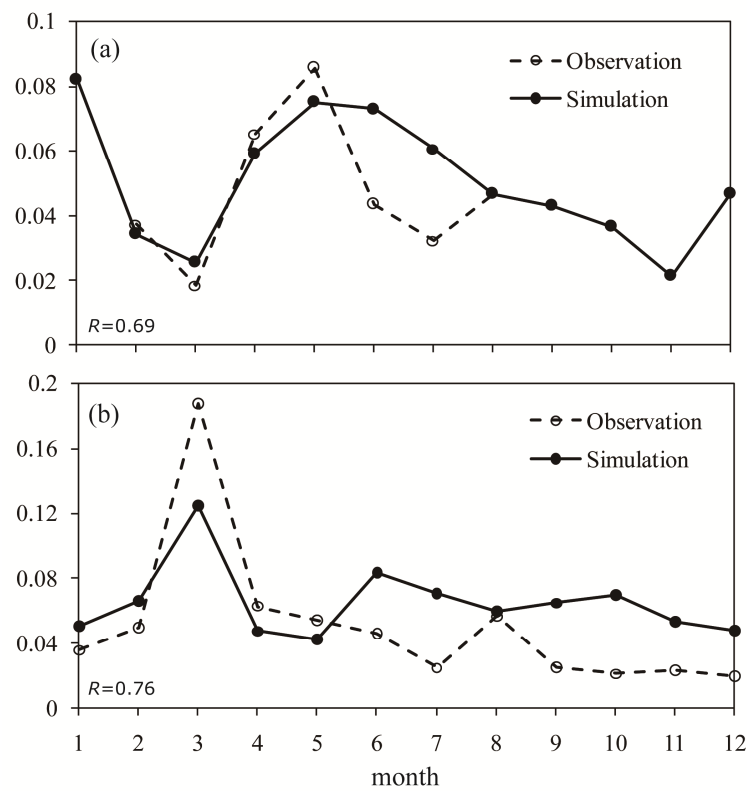 0.1
(a)
Observation
0.08
Simulation
0.06
0.04
0.02
R=0.69
0
0.2
(b)
Observation
0.16
Simulation
0.12
0.08
0.04
R=0.76
0
1 2 3 4 5 6 7 8 9 10 11 12
month